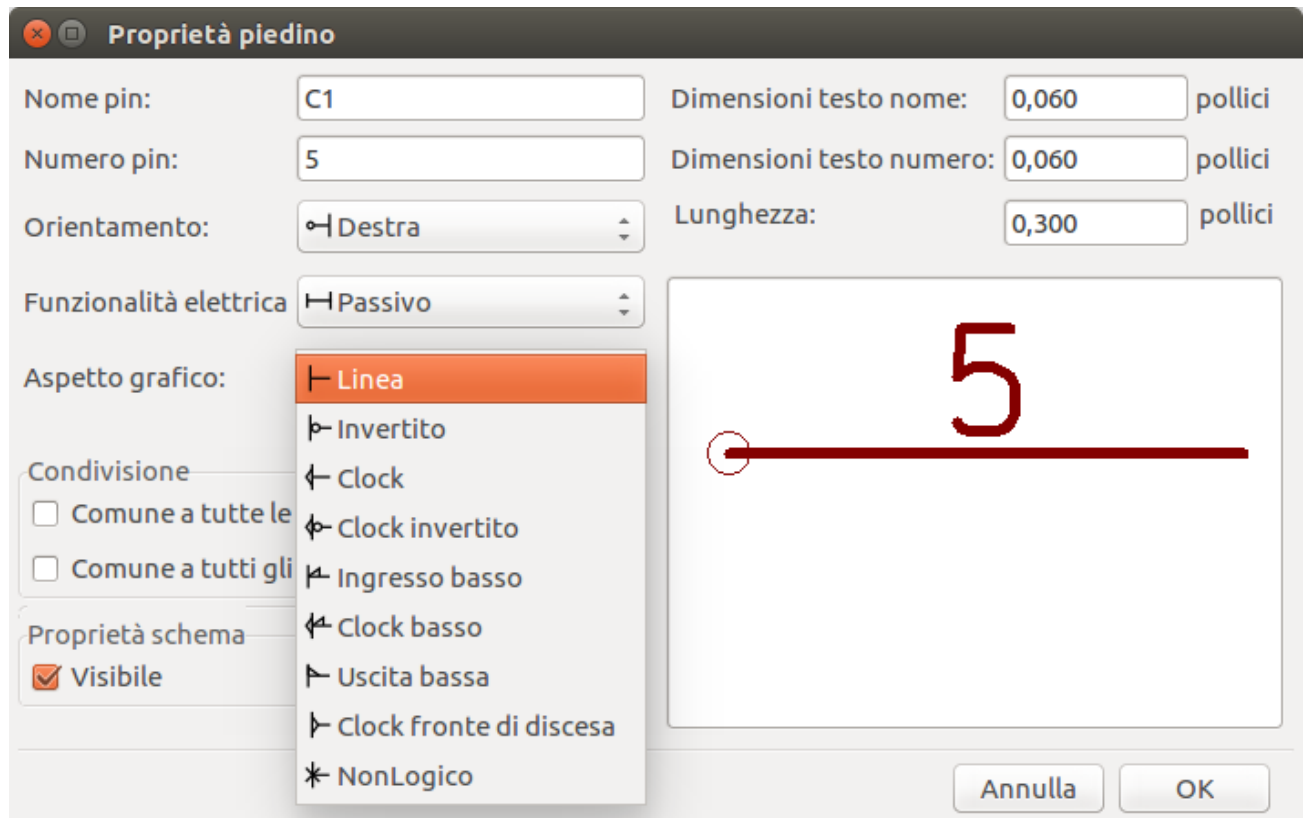 Proprietà piedino
Nome pin: C1 Dimensioni testo nome: 0,060 pollici
Numero pin: 5 Dimensioni testo numero: 0,060 pollici
Orientamento: Destra Lunghezza: 0,300 pollici
Funzionalità elettrica Passivo
5
Aspetto grafico: Linea
Invertito
Condivisione
Clock
Comune a tutte le
Clock invertito
Comune a tutti gli
Ingresso basso
Proprietà schema
Clock basso
Visibile
Uscita bassa
Clock fronte di discesa
NonLogico
Annulla OK